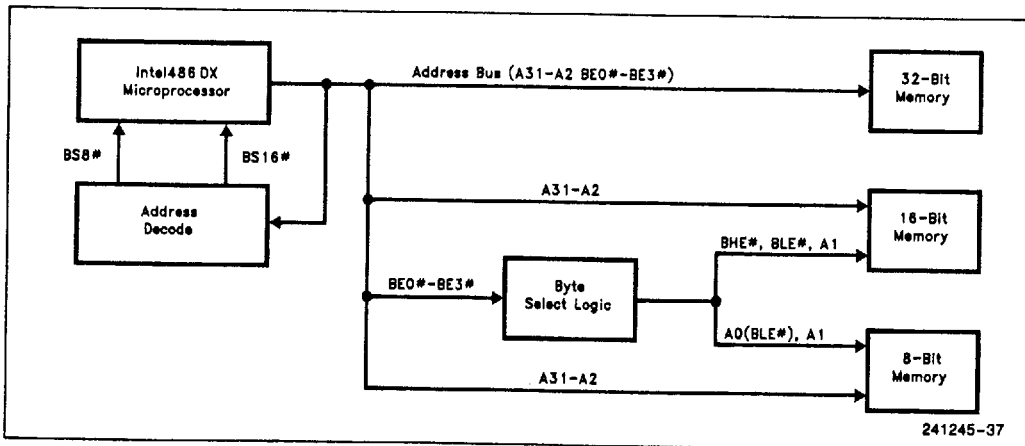 Intel486 DX
Microprocessor
Address Bus (A31-A2 BE0#-BE3#)
32-Bit
Memory
BS8#
BS16#
Address
Decode
A31-A2
16-Bit
Memory
BHE#, BLE#, A1
BE0#-BE3#
Byte
Select Logic
A0(BLE#), A1
8-Bit
Memory
A31-A2
241245-37